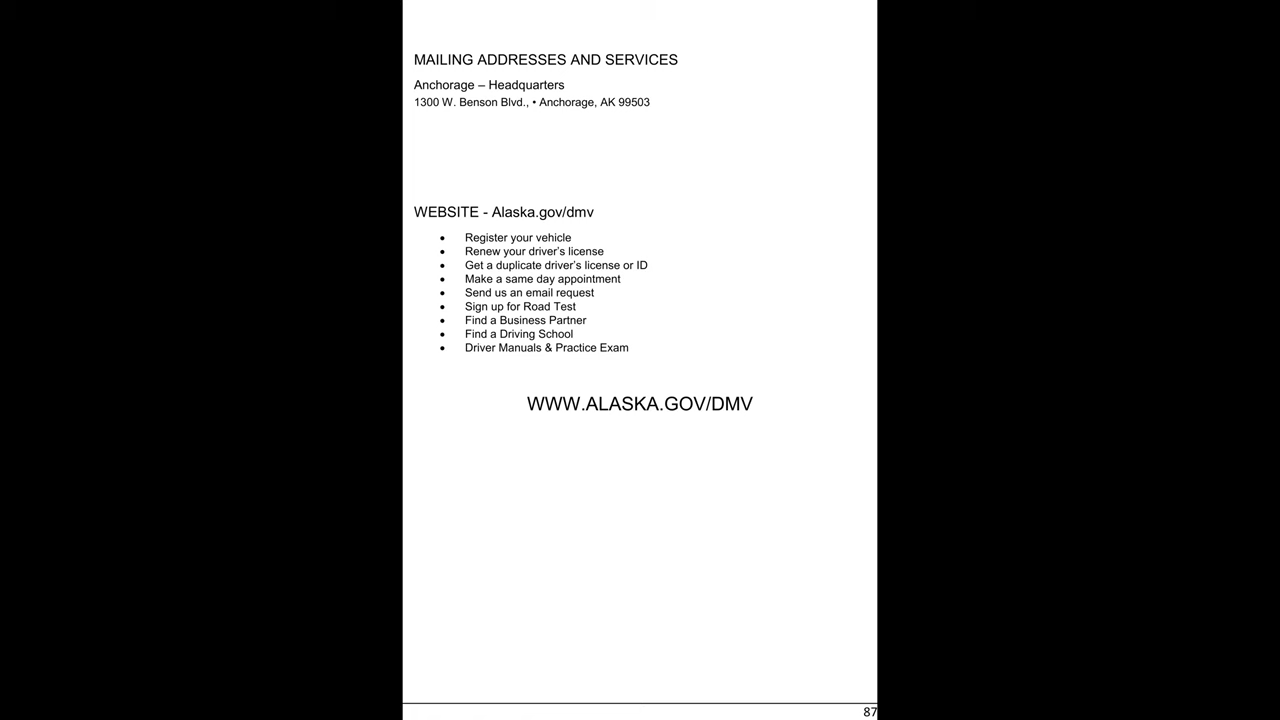 MAILING ADDRESSES AND SERVICES
Anchorage – Headquarters
1300 W. Benson Blvd., • Anchorage, AK 99503
WEBSITE - Alaska.gov/dmv
• Register your vehicle
• Renew your driver’s license
• Get a duplicate driver’s license or ID
• Make a same day appointment
• Send us an email request
• Sign up for Road Test
• Find a Business Partner
• Find a Driving School
• Driver Manuals & Practice Exam
WWW.ALASKA.GOV/DMV
87